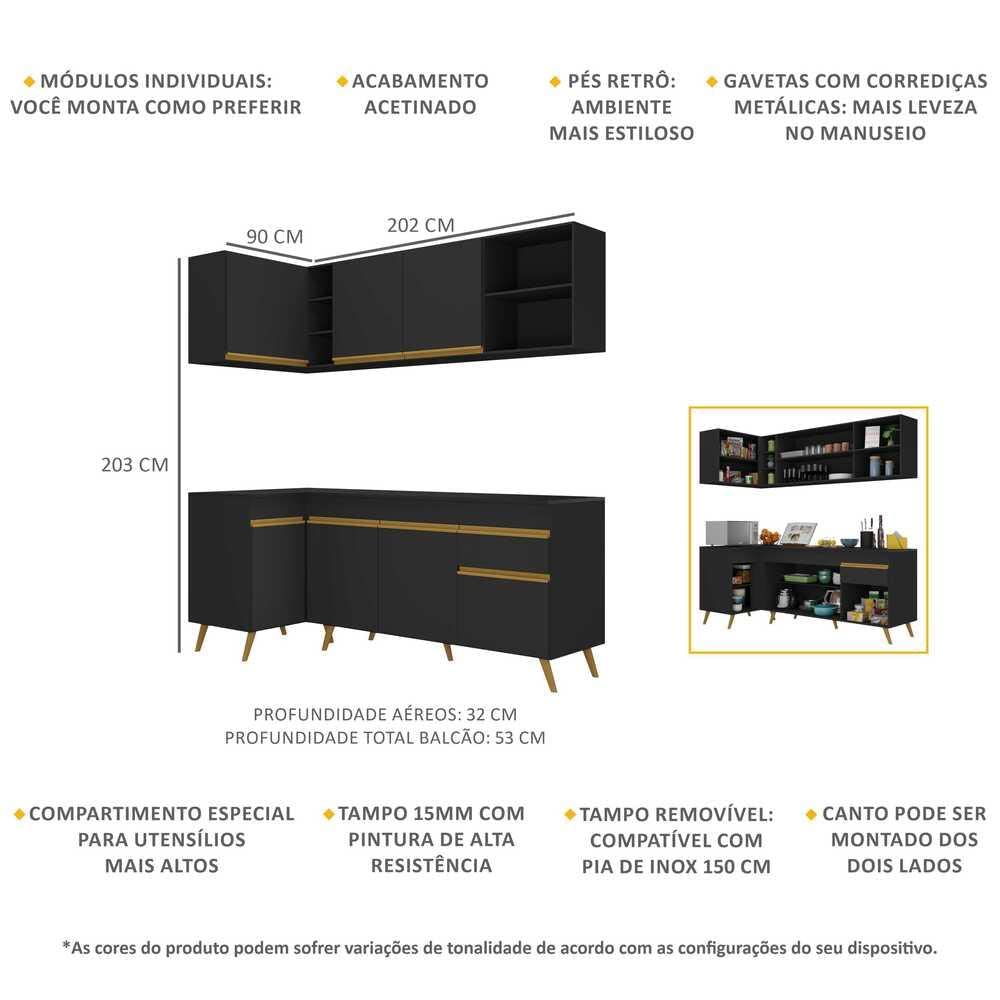 MÓDULOS INDIVIDUAIS:
VOCÊ MONTA COMO PREFERIR
ACABAMENTO
ACETINADO
PÉS RETRÔ:
AMBIENTE
MAIS ESTILOSO
GAVETAS COM CORREDIÇAS
METÁLICAS: MAIS LEVEZA
NO MANUSEIO
90 CM
202 CM
203 CM
PROFUNDIDADE AÉREOS: 32 CM
PROFUNDIDADE TOTAL BALCÃO: 53 CM
COMPARTIMENTO ESPECIAL
PARA UTENSÍLIOS
MAIS ALTOS
TAMPO 15MM COM
PINTURA DE ALTA
RESISTÊNCIA
TAMPO REMOVÍVEL:
COMPATÍVEL COM
PIA DE INOX 150 CM
CANTO PODE SER
MONTADO DOS
DOIS LADOS
*As cores do produto podem sofrer variações de tonalidade de acordo com as configurações do seu dispositivo.